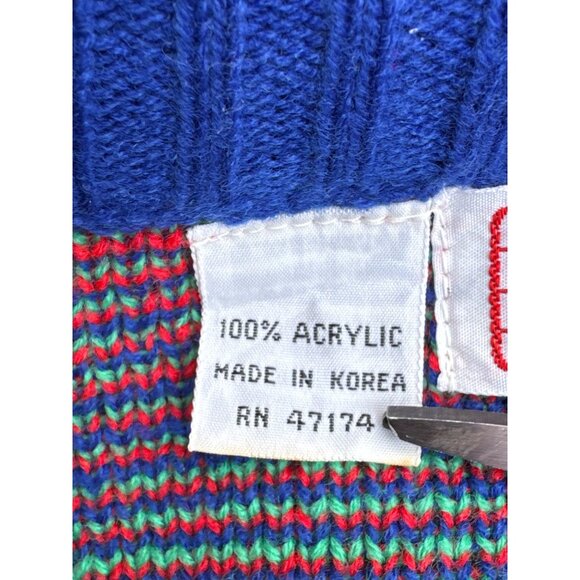 100% ACRYLIC
MADE IN KOREA
RN 47174